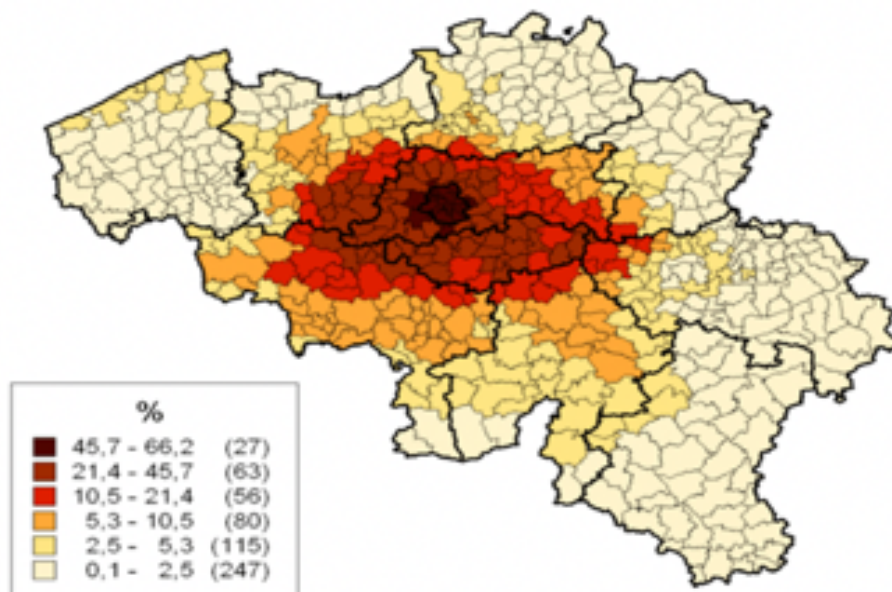 %
45,7 - 66,2 (27)
21,4 - 45,7 (63)
10,5 - 21,4 (56)
5,3 - 10,5 (80)
2,5 - 5,3 (115)
0,1 - 2,5 (247)